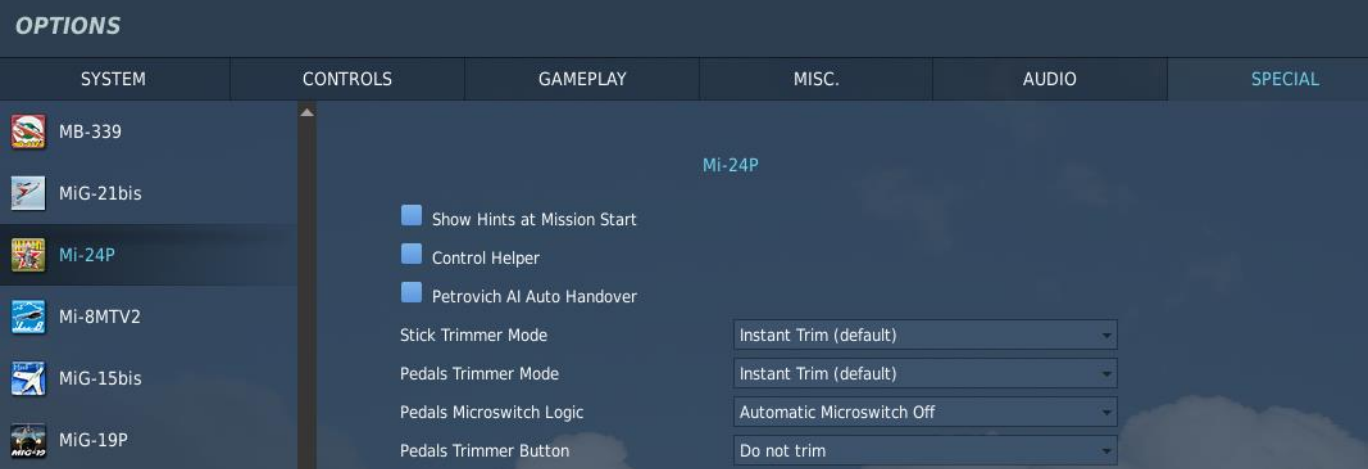 OPTIONS
SYSTEM CONTROLS GAMEPLAY MISC. AUDIO SPECIAL
MB-339
MiG-21bis
Mi-24P
Mi-8MTV2
MiG-15bis
MiG-19P
Mi-24P
Show Hints at Mission Start
Control Helper
Petrovich AI Auto Handover
Stick Trimmer Mode Instant Trim (default)
Pedals Trimmer Mode Instant Trim (default)
Pedals Microswitch Logic Automatic Microswitch Off
Pedals Trimmer Button Do not trim